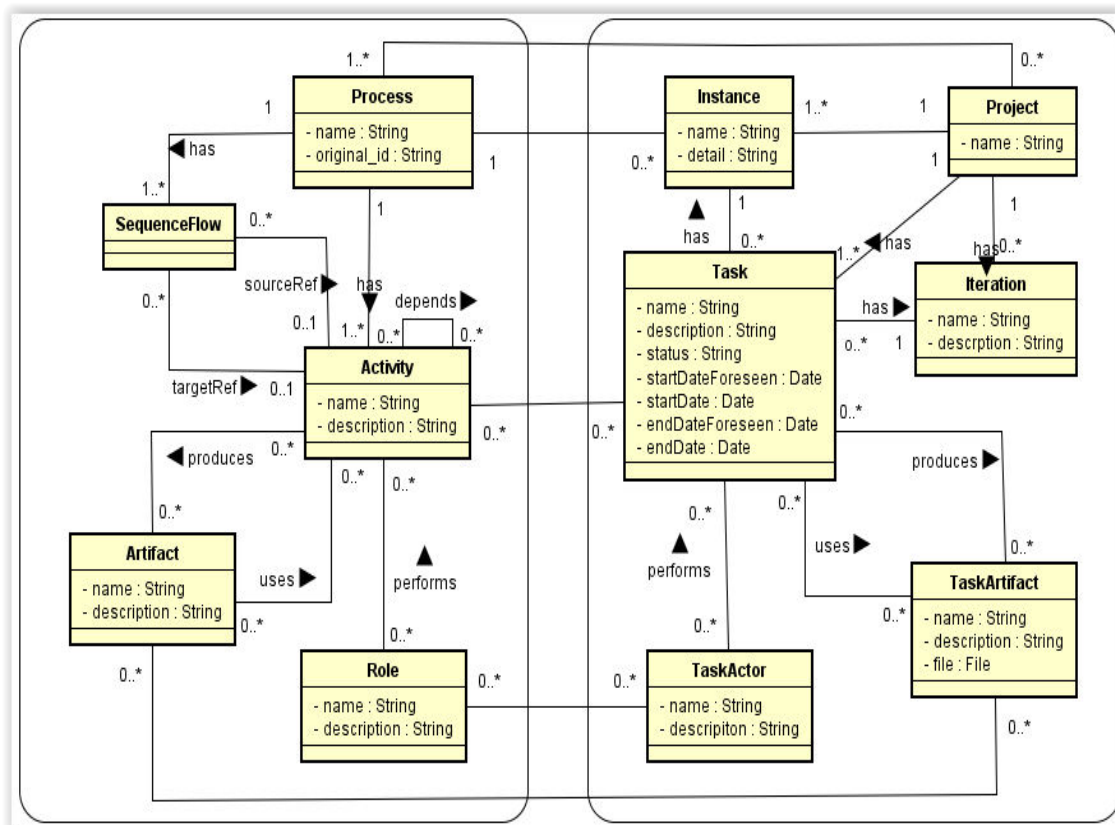 1..*
0..*
Process
- name : String
- original_id : String
Instance
- name : String
- detail : String
Project
- name : String
1
1..*
1
◀ has
1
0..*
1
1..*
1
1
1
SequenceFlow
0..*
has
0..*
◀ has
1..*
has
0..*
sourceRef ▶
has
depends ▶
0..*
0..1
1..*
0..*
0..*
Task
- name : String
- description : String
- status : String
- startDateForeseen : Date
- startDate : Date
- endDateForeseen : Date
- endDate : Date
has ▶
o..*
1
Iteration
- name : String
- descrption : String
targetRef ▶
0..1
Activity
- name : String
- description : String
0..*
0..*
0..*
0..*
◀ produces
0..*
0..*
produces ▶
0..*
0..*
0..*
0..*
Artifact
- name : String
- description : String
uses ▶
performs
performs
uses ▶
0..*
TaskArtifact
- name : String
- description : String
- file : File
0..*
0..*
0..*
0..*
0..*
Role
- name : String
- description : String
0..*
0..*
TaskActor
- name : String
- descripiton : String
0..*